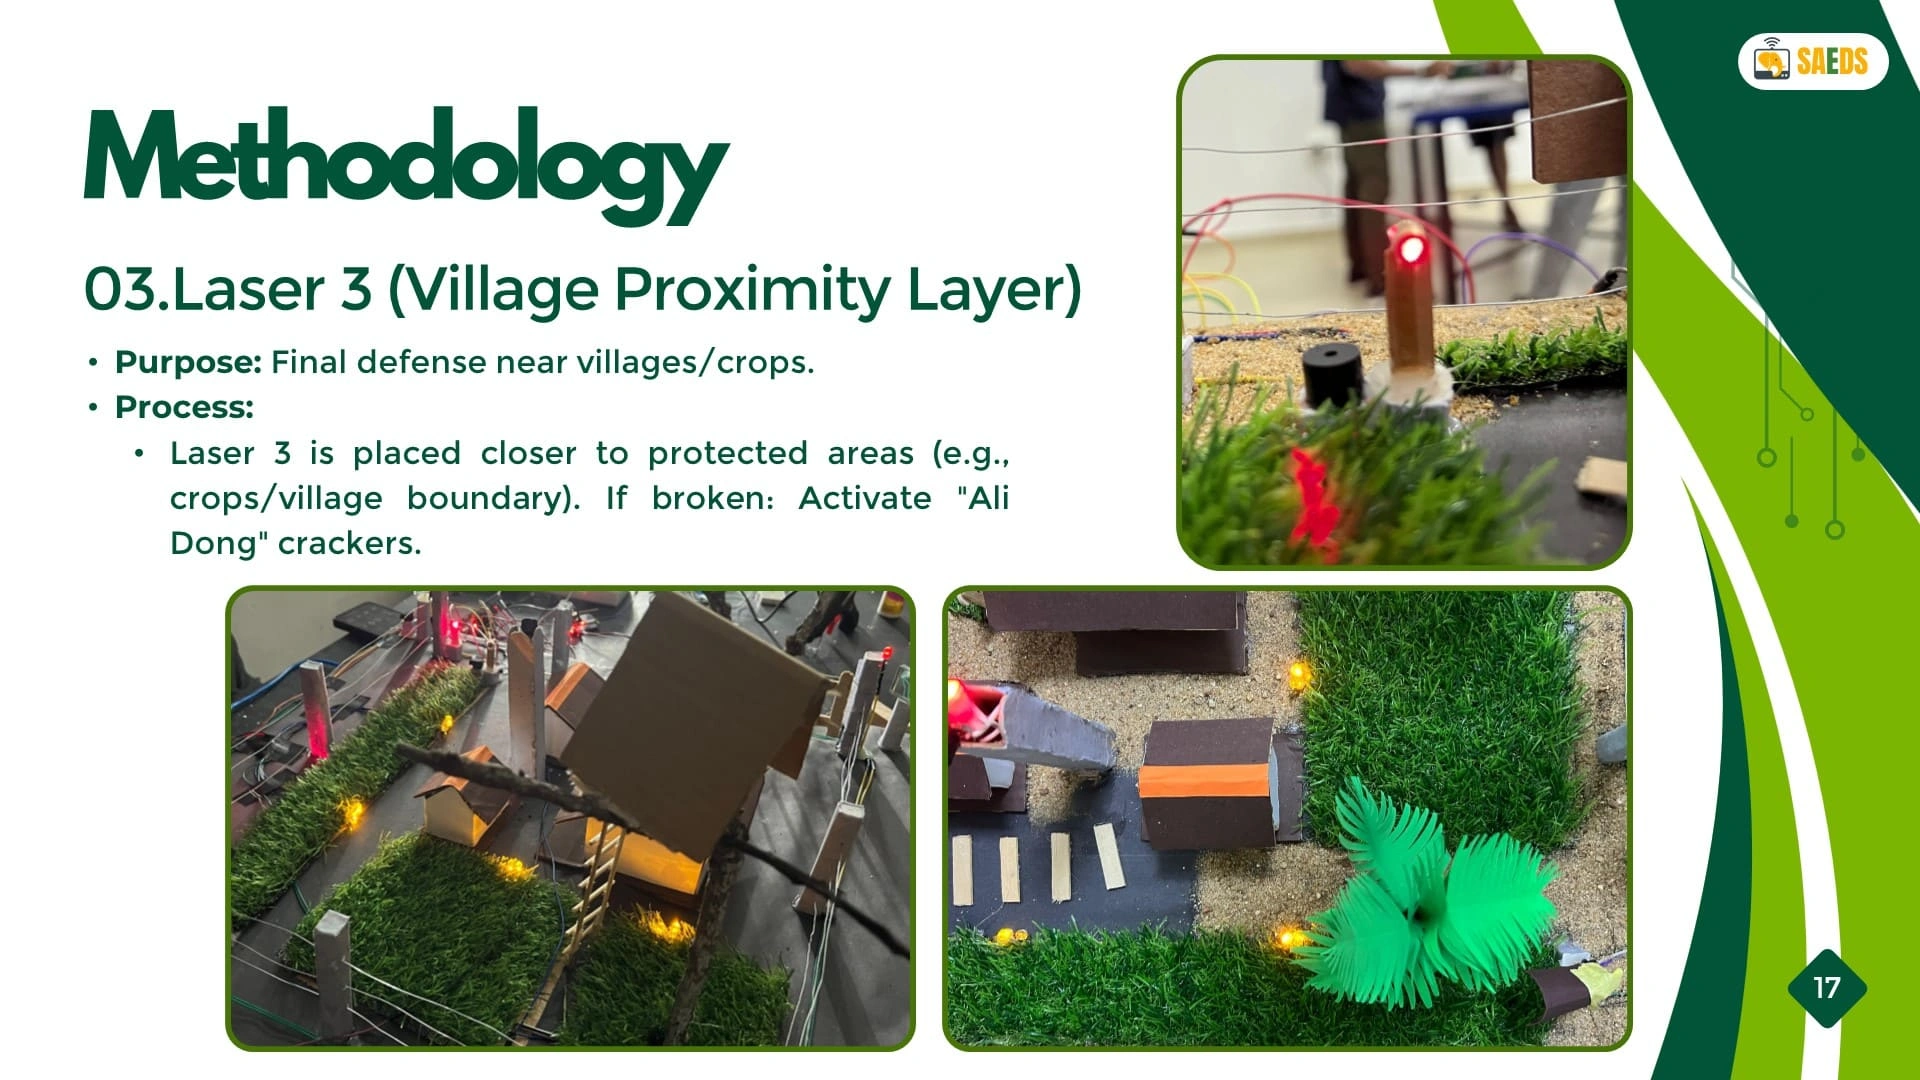 SAEDS
Methodology
03.Laser 3 (Village Proximity Layer)
• Purpose: Final defense near villages/crops.
• Process:
• Laser 3 is placed closer to protected areas (e.g.,
crops/village boundary). If broken: Activate "Ali
Dong" crackers.
17